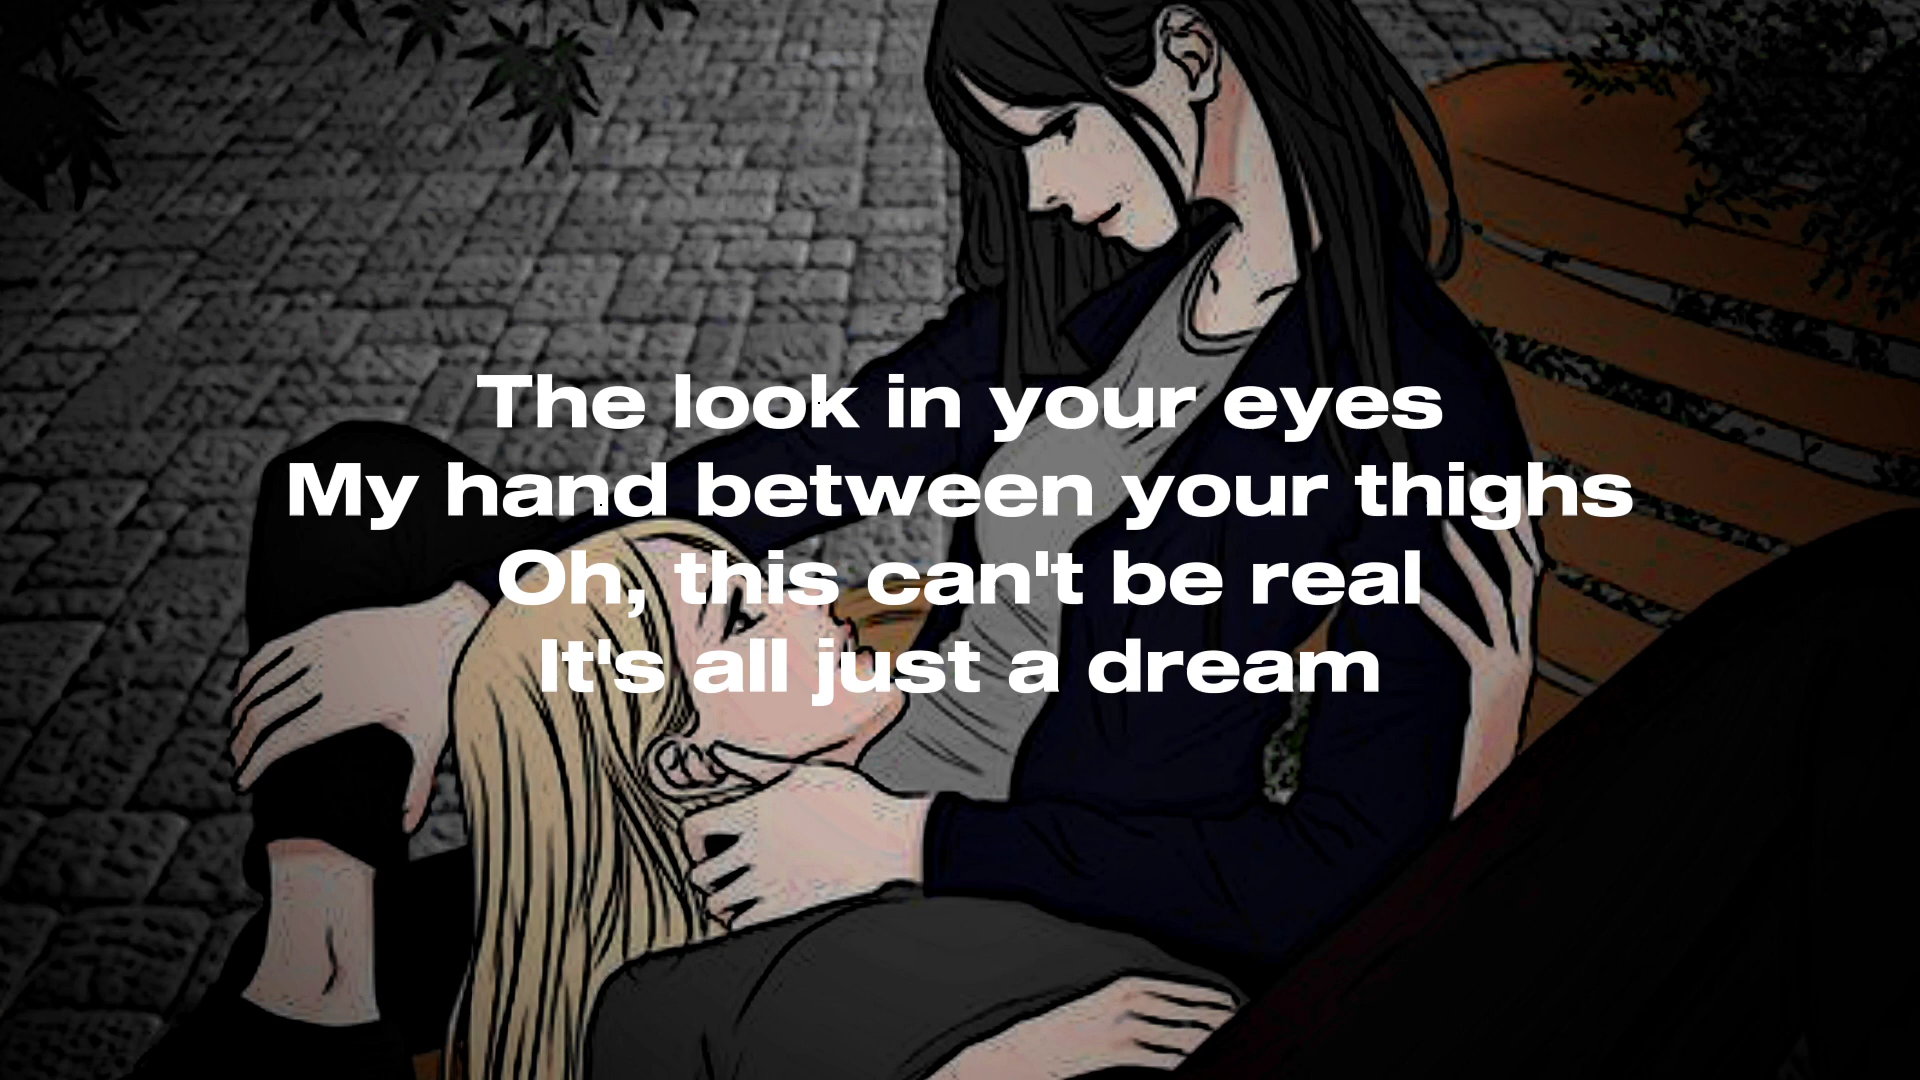 The look in your eyes
My hand between your thighs
Oh, this can't be real
It's all just a dream